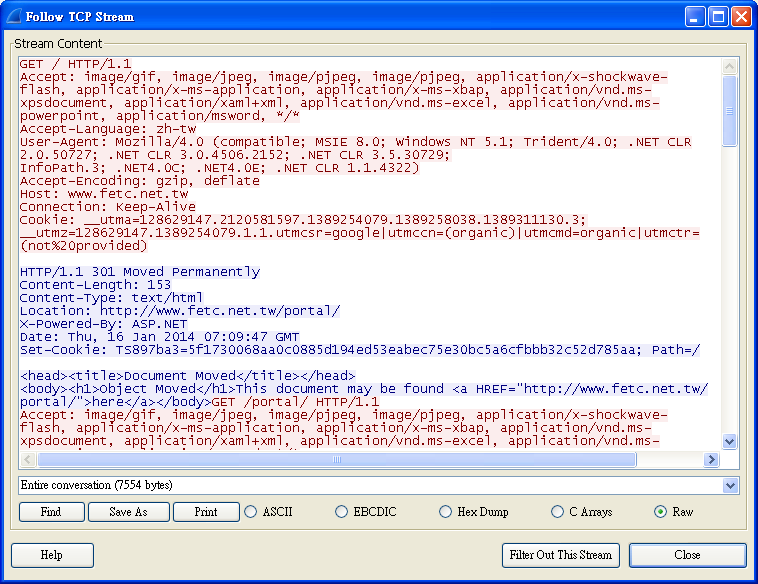 Follow TCP Stream
Stream Content
GET / HTTP/1.1
Accept: image/gif, image/jpeg, image/pjpeg, image/pjpeg, application/x-shockwave-
flash, application/x-ms-application, application/x-ms-xbap, application/vnd.ms-
xpsdocument, application/xaml+xml, application/vnd.ms-excel, application/vnd.ms-
powerpoint, application/msword, */*
Accept-Language: zh-tw
User-Agent: Mozilla/4.0 (compatible; MSIE 8.0; Windows NT 5.1; Trident/4.0; .NET CLR
2.0.50727; .NET CLR 3.0.4506.2152; .NET CLR 3.5.30729;
InfoPath.3; .NET4.0C; .NET4.0E; .NET CLR 1.1.4322)
Accept-Encoding: gzip, deflate
Host: www.fetc.net.tw
Connection: Keep-Alive
Cookie: __utma=128629147.2120581597.1389254079.1389258038.1389311130.3;
__utmz=128629147.1389254079.1.1.utmcsr=google|utmccn=(organic)|utmcmd=organic|utmctr=
(not%20provided)
HTTP/1.1 301 Moved Permanently
Content-Length: 153
Content-Type: text/html
Location: http://www.fetc.net.tw/portal/
X-Powered-By: ASP.NET
Date: Thu, 16 Jan 2014 07:09:47 GMT
Set-Cookie: TS897ba3=5f1730068aa0c0885d194ed53eabec75e30bc5a6cfbbb32c52d785aa; Path=/
<head><title>Document Moved</title></head>
<body><h1>Object Moved</h1>This document may be found <a HREF="http://www.fetc.net.tw/
portal/">here</a></body>GET /portal/ HTTP/1.1
Accept: image/gif, image/jpeg, image/pjpeg, image/pjpeg, application/x-shockwave-
flash, application/x-ms-application, application/x-ms-xbap, application/vnd.ms-
xpsdocument, application/xaml+xml, application/vnd.ms-excel, application/vnd.ms-
Entire conversation (7554 bytes)
Find Save As Print ASCII EBCDIC Hex Dump C Arrays Raw
Help Filter Out This Stream Close